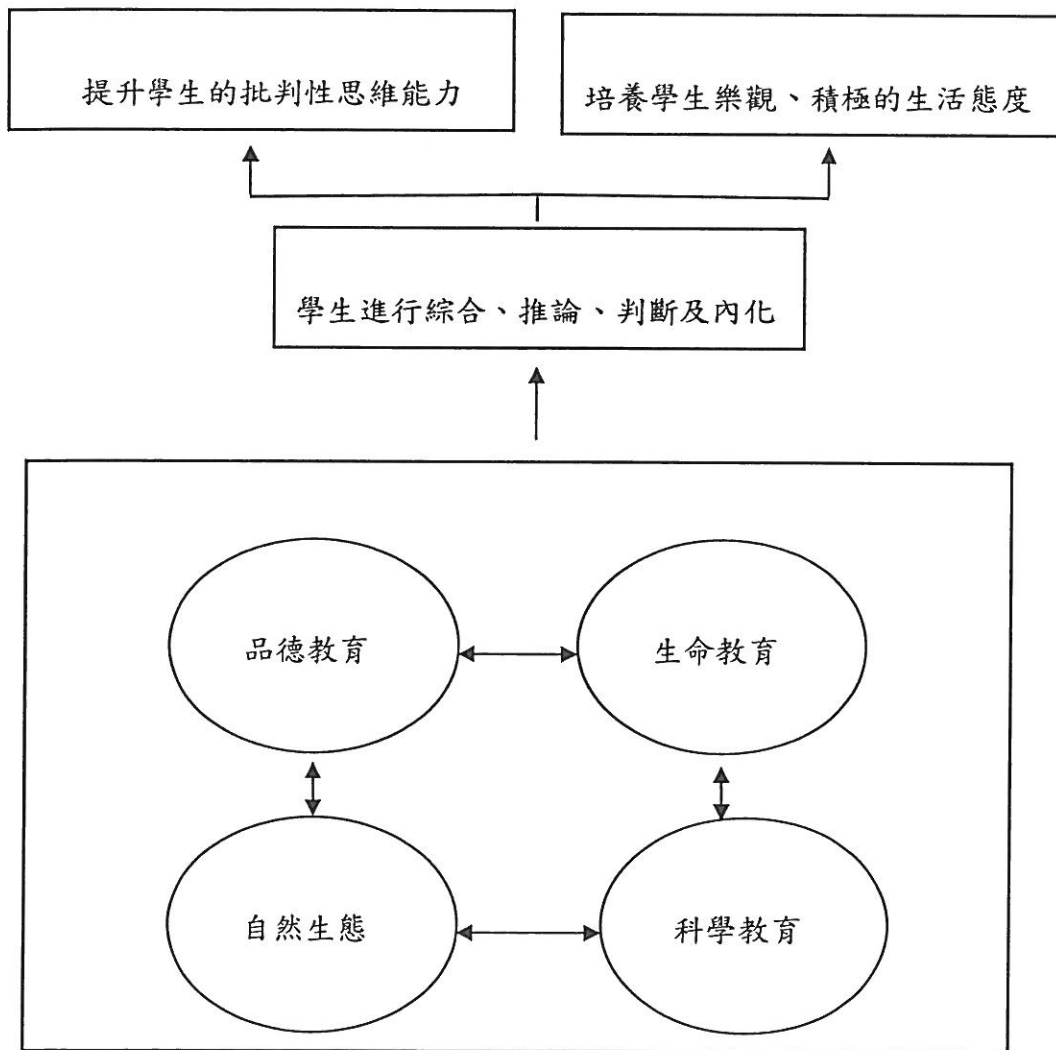 提升學生的批判性思維能力
培養學生樂觀、積極的生活態度
學生進行綜合、推論、判斷及內化
品德教育
生命教育
自然生態
科學教育